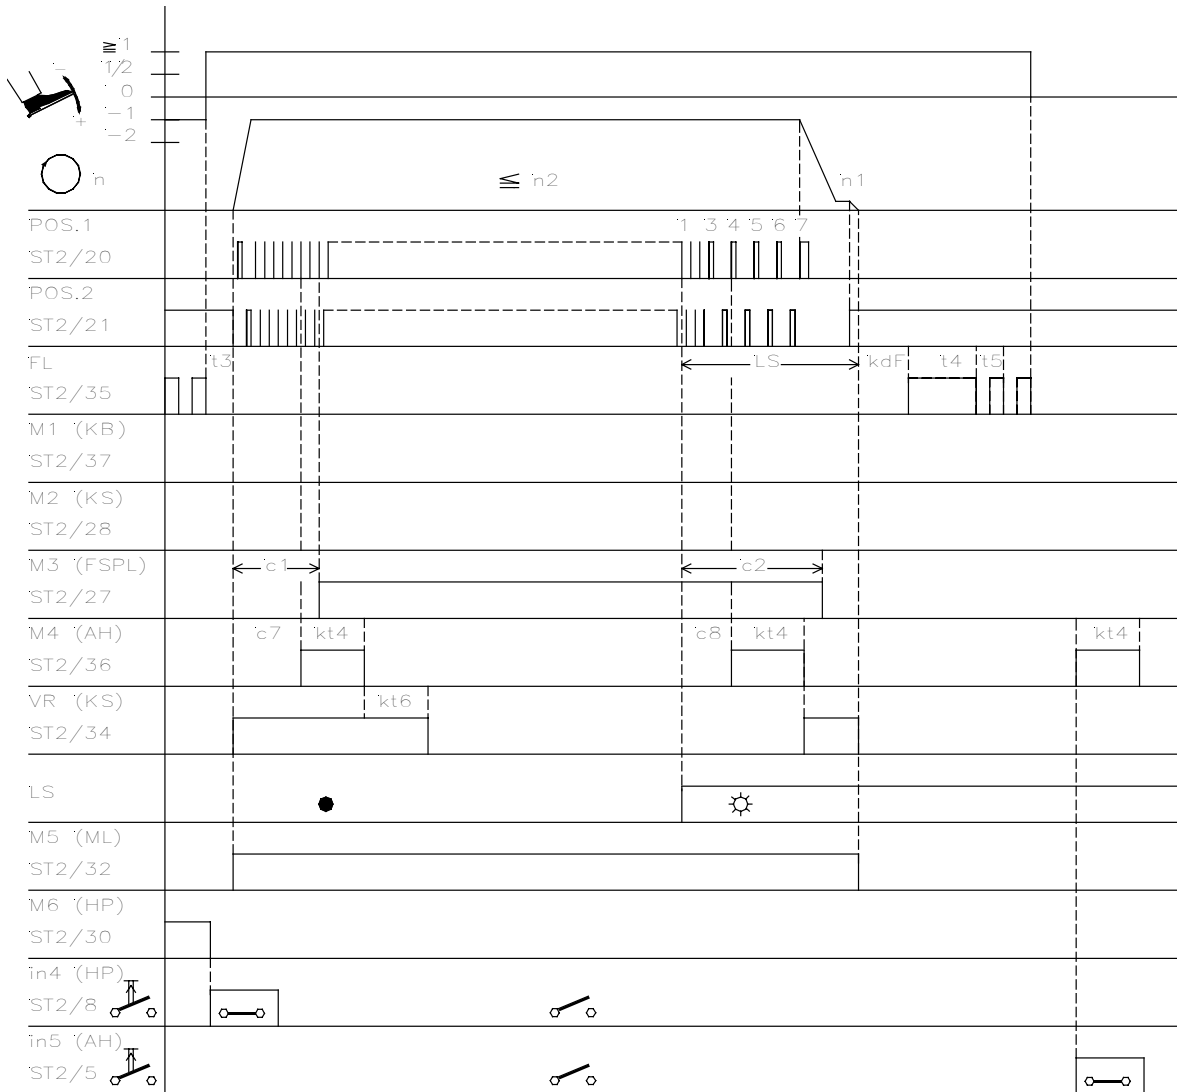 ≦1
1/2
0
−1
−2
−
+
n
≦ n2
n1
POS.1
ST2/20
1 3 4 5 6 7
POS.2
ST2/21
FL
ST2/35
t3
LS
kdF
t4
t5
M1 (KB)
ST2/37
M2 (KS)
ST2/28
M3 (FSPL)
ST2/27
c1
c2
M4 (AH)
ST2/36
c7
kt4
c8
kt4
kt4
VR (KS)
ST2/34
kt6
LS
M5 (ML)
ST2/32
M6 (HP)
ST2/30
in4 (HP)
ST2/8
in5 (AH)
ST2/5